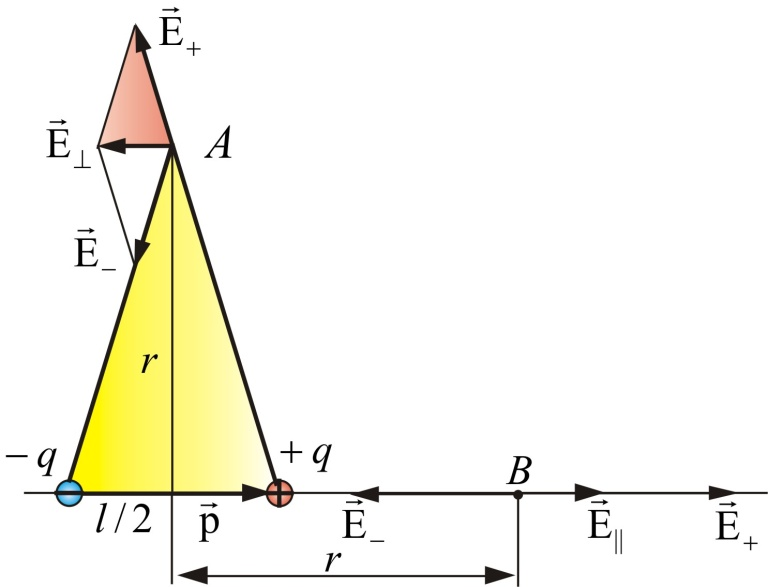 E⃗₊
E⃗⊥ A
E⃗₋
r
− q + q
B
l / 2 p⃗ E⃗₋ E⃗∥ E⃗₊
r